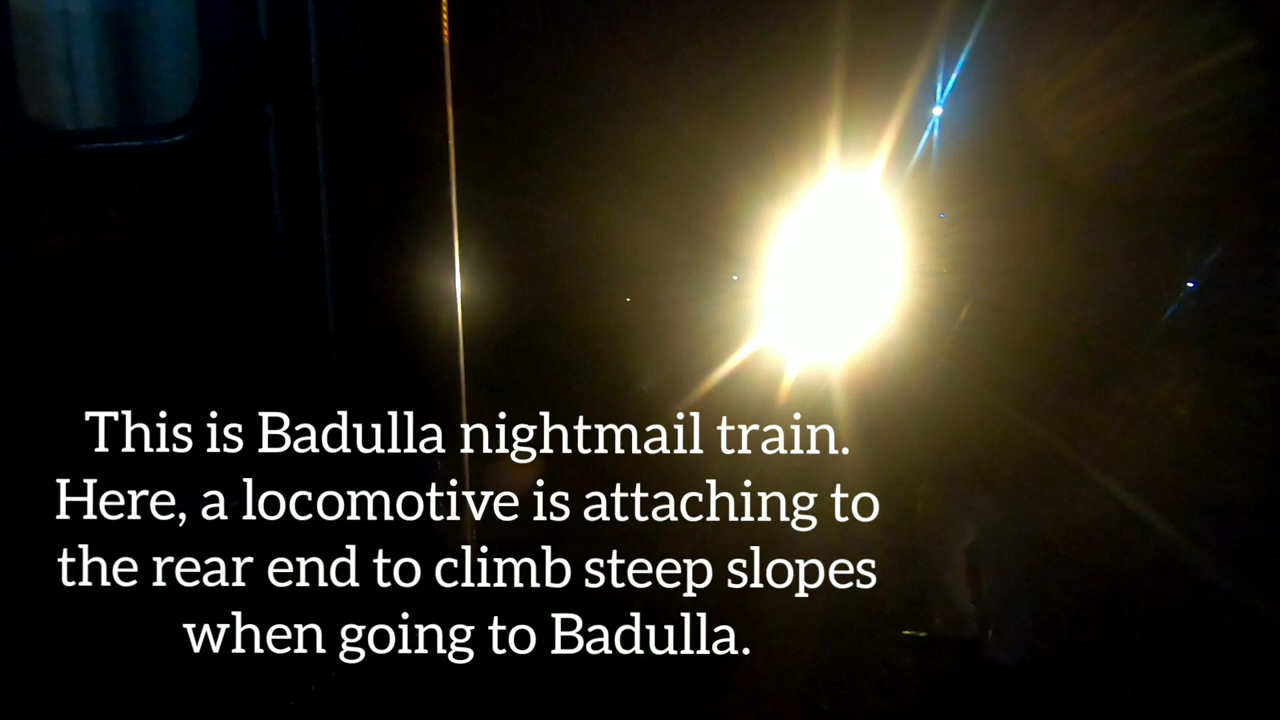 This is Badulla nightmail train.
Here, a locomotive is attaching to
the rear end to climb steep slopes
when going to Badulla.